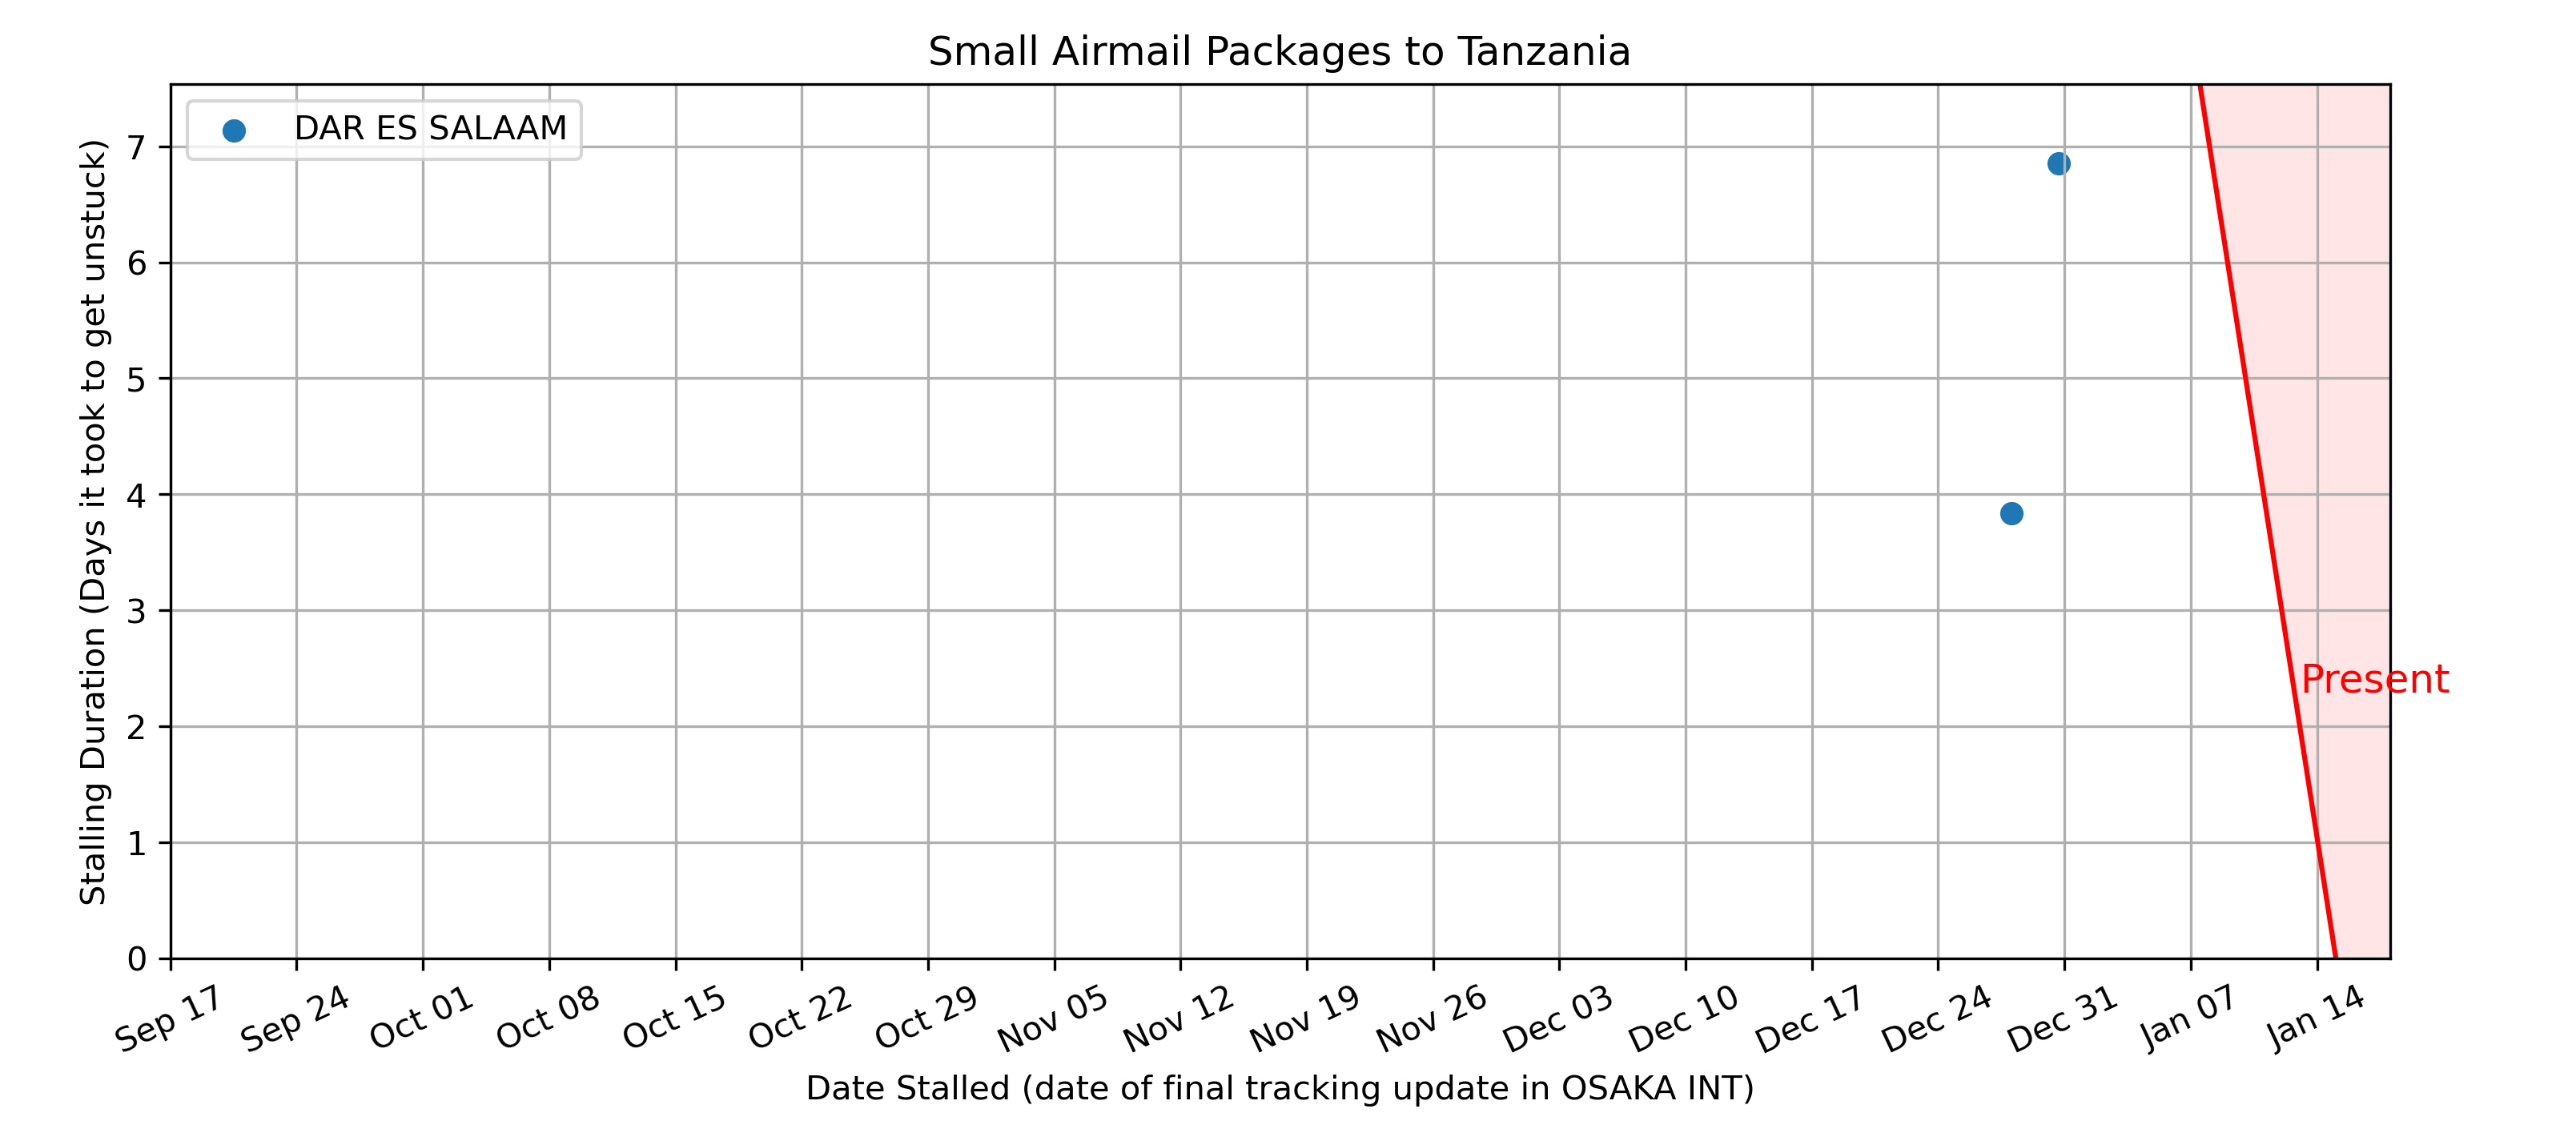 Small Airmail Packages to Tanzania
DAR ES SALAAM
Stalling Duration (Days it took to get unstuck)
7
6
5
4
3
2
1
0
Present
Sep 17
Sep 24
Oct 01
Oct 08
Oct 15
Oct 22
Oct 29
Nov 05
Nov 12
Nov 19
Nov 26
Dec 03
Dec 10
Dec 17
Dec 24
Dec 31
Jan 07
Jan 14
Date Stalled (date of final tracking update in OSAKA INT)